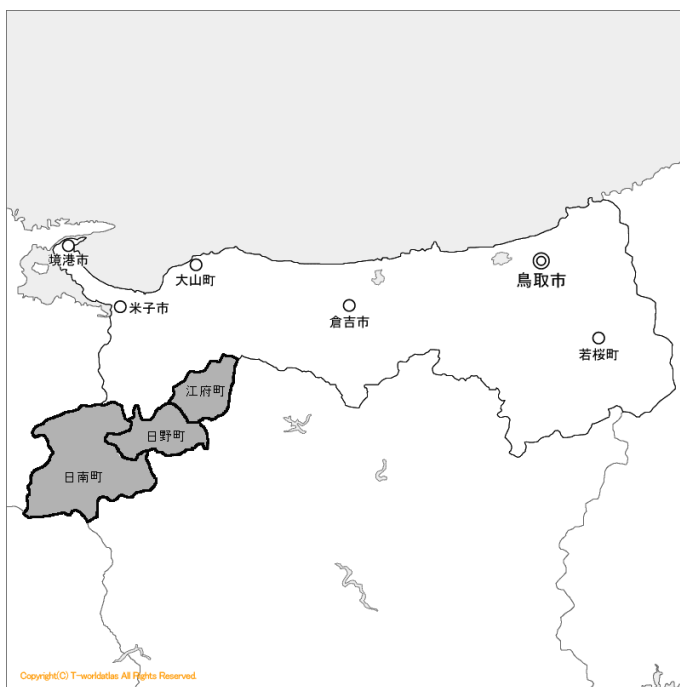 境港市
大山町
鳥取市
米子市
倉吉市
若桜町
江府町
日野町
日南町
Copyright(C) T-worldatlas All Rights Reserved.